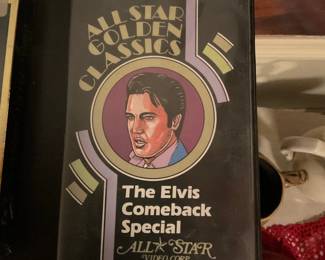 ALL STAR
GOLDEN
CLASSICS
The Elvis
Comeback
Special
ALL STAR
VIDEO CORP.